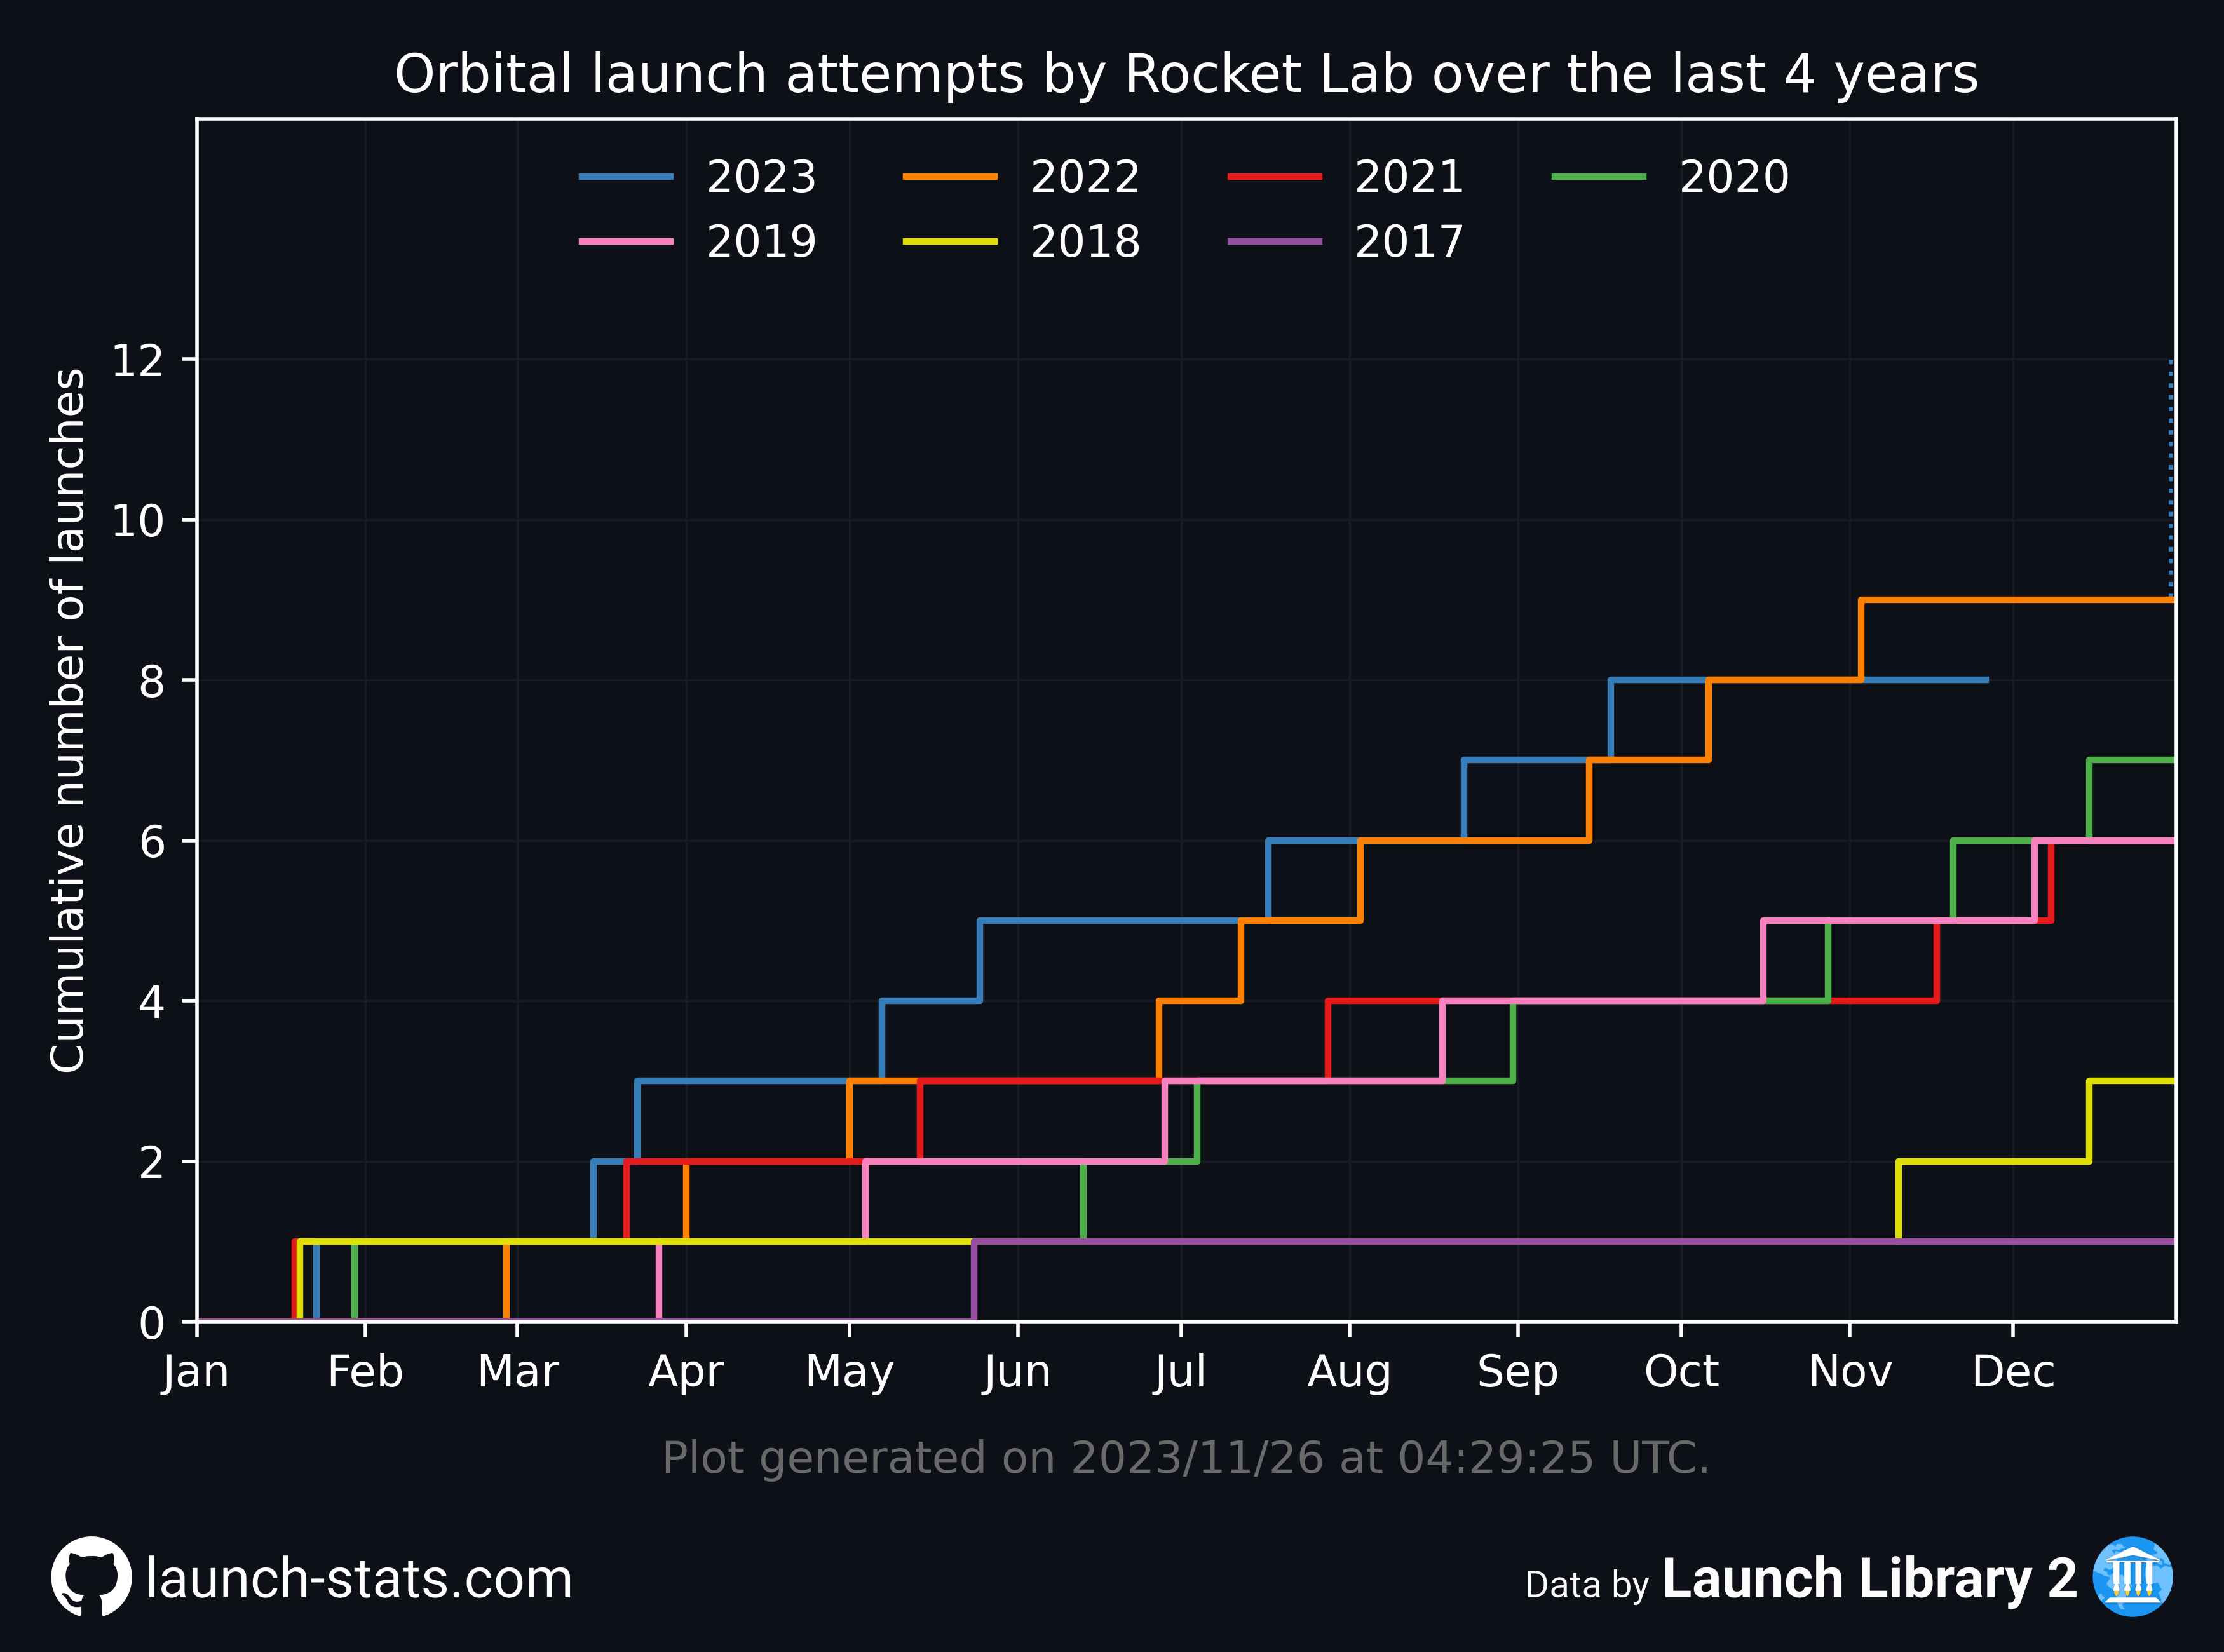 Orbital launch attempts by Rocket Lab over the last 4 years
2023 2022 2021 2020
2019 2018 2017
Cumulative number of launches
12
10
8
6
4
2
0
Jan Feb Mar Apr May Jun Jul Aug Sep Oct Nov Dec
Plot generated on 2023/11/26 at 04:29:25 UTC.
launch-stats.com
Data by Launch Library 2